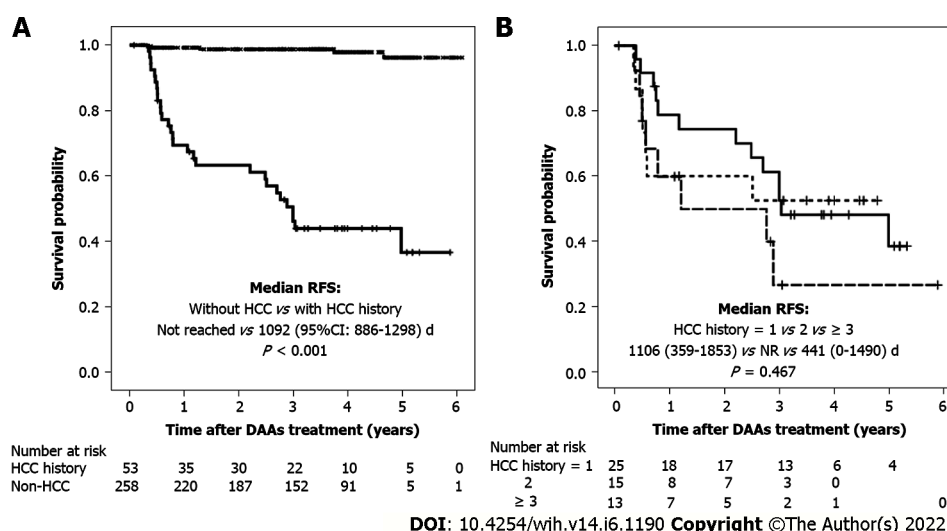 A
B
Survival probability
1.0
0.8
0.6
0.4
0.2
0.0
Median RFS:
Without HCC vs with HCC history
Not reached vs 1092 (95%CI: 886-1298) d
P < 0.001
0 1 2 3 4 5 6
Time after DAAs treatment (years)
Number at risk
HCC history 53 35 30 22 10 5 0
Non-HCC 258 220 187 152 91 5 1
Survival probability
1.0
0.8
0.6
0.4
0.2
0.0
Median RFS:
HCC history = 1 vs 2 vs ≥ 3
1106 (359-1853) vs NR vs 441 (0-1490) d
P = 0.467
0 1 2 3 4 5 6
Time after DAAs treatment (years)
Number at risk
HCC history = 1 25 18 17 13 6 4
2 15 8 7 3 0
≥ 3 13 7 5 2 1 0
DOI: 10.4254/wjh.v14.i6.1190 Copyright ©The Author(s) 2022